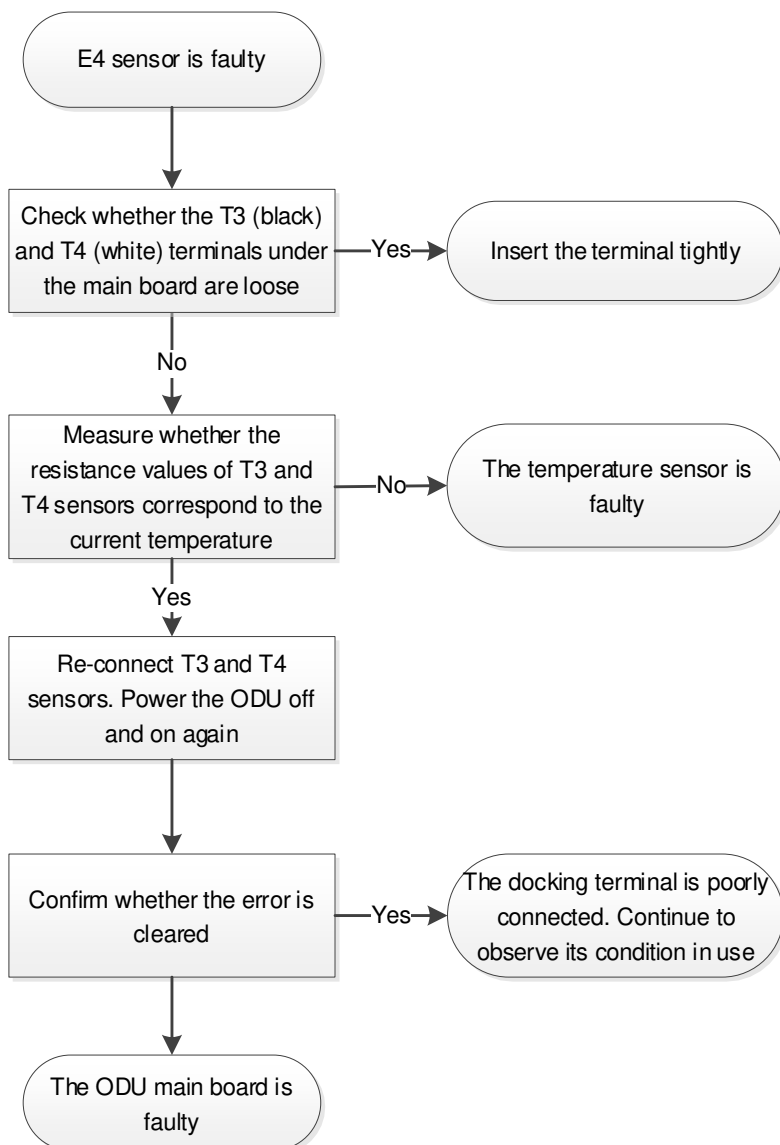 E4 sensor is faulty
Check whether the T3 (black)
and T4 (white) terminals under
the main board are loose
Yes
Insert the terminal tightly
No
Measure whether the
resistance values of T3 and
T4 sensors correspond to the
current temperature
No
The temperature sensor is
faulty
Yes
Re-connect T3 and T4
sensors. Power the ODU off
and on again
Confirm whether the error is
cleared
Yes
The docking terminal is poorly
connected. Continue to
observe its condition in use
The ODU main board is
faulty